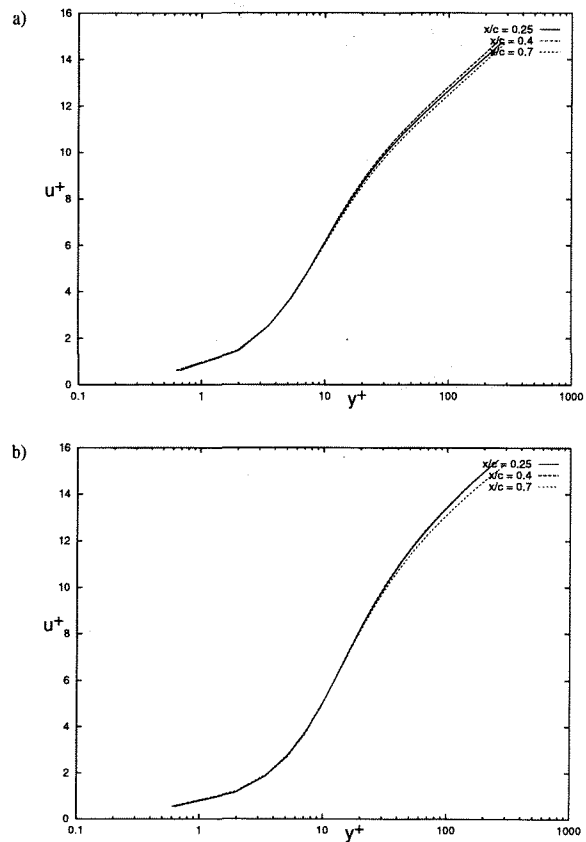 a)
16
14
12
10
8
6
4
2
0
u+
x/c = 0.25
x/c = 0.4
x/c = 0.7
0.1
1
10
100
1000
y+
b)
16
14
12
10
8
6
4
2
0
u+
x/c = 0.25
x/c = 0.4
x/c = 0.7
0.1
1
10
100
1000
y+